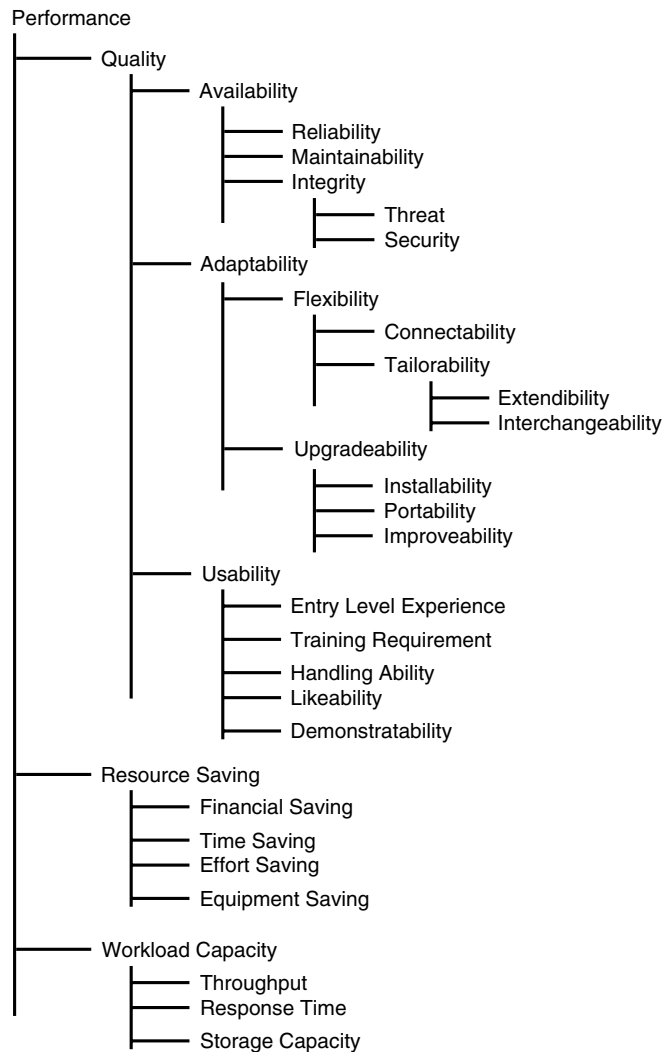 Performance
Quality
Availability
Reliability
Maintainability
Integrity
Threat
Security
Adaptability
Flexibility
Connectability
Tailorability
Extendibility
Interchangeability
Upgradeability
Installability
Portability
Improveability
Usability
Entry Level Experience
Training Requirement
Handling Ability
Likeability
Demonstratability
Resource Saving
Financial Saving
Time Saving
Effort Saving
Equipment Saving
Workload Capacity
Throughput
Response Time
Storage Capacity